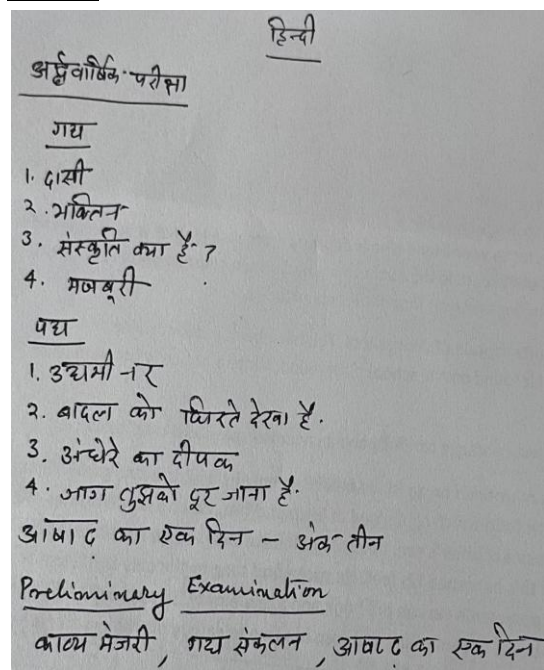 हिन्दी
अर्द्धवार्षिक परीक्षा
गद्य
1. दासी
2. भक्तिन
3. संस्कृति क्या है ?
4. मजबूरी
पद्य
1. उद्यमी नर
2. बादल को घिरते देखा है.
3. अंधेरे का दीपक
4. जाग तुझको दूर जाना है.
आषाढ़ का एक दिन – अंक तीन
Preliminary Examination
काव्य मंजरी, गद्य संकलन, आषाढ का एक दिन